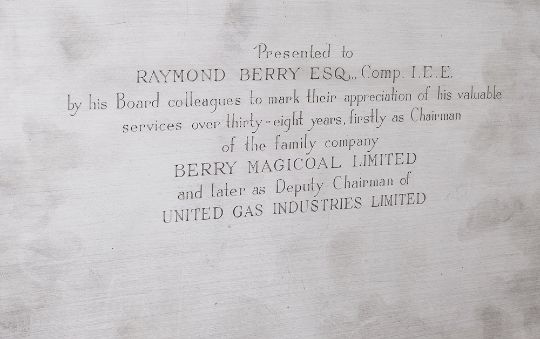 Presented to
RAYMOND BERRY ESQ., Comp. I.E.E.
by his Board colleagues to mark their appreciation of his valuable
services over thirty-eight years, firstly as Chairman
of the family company
BERRY MAGICOAL LIMITED
and later as Deputy Chairman of
UNITED GAS INDUSTRIES LIMITED